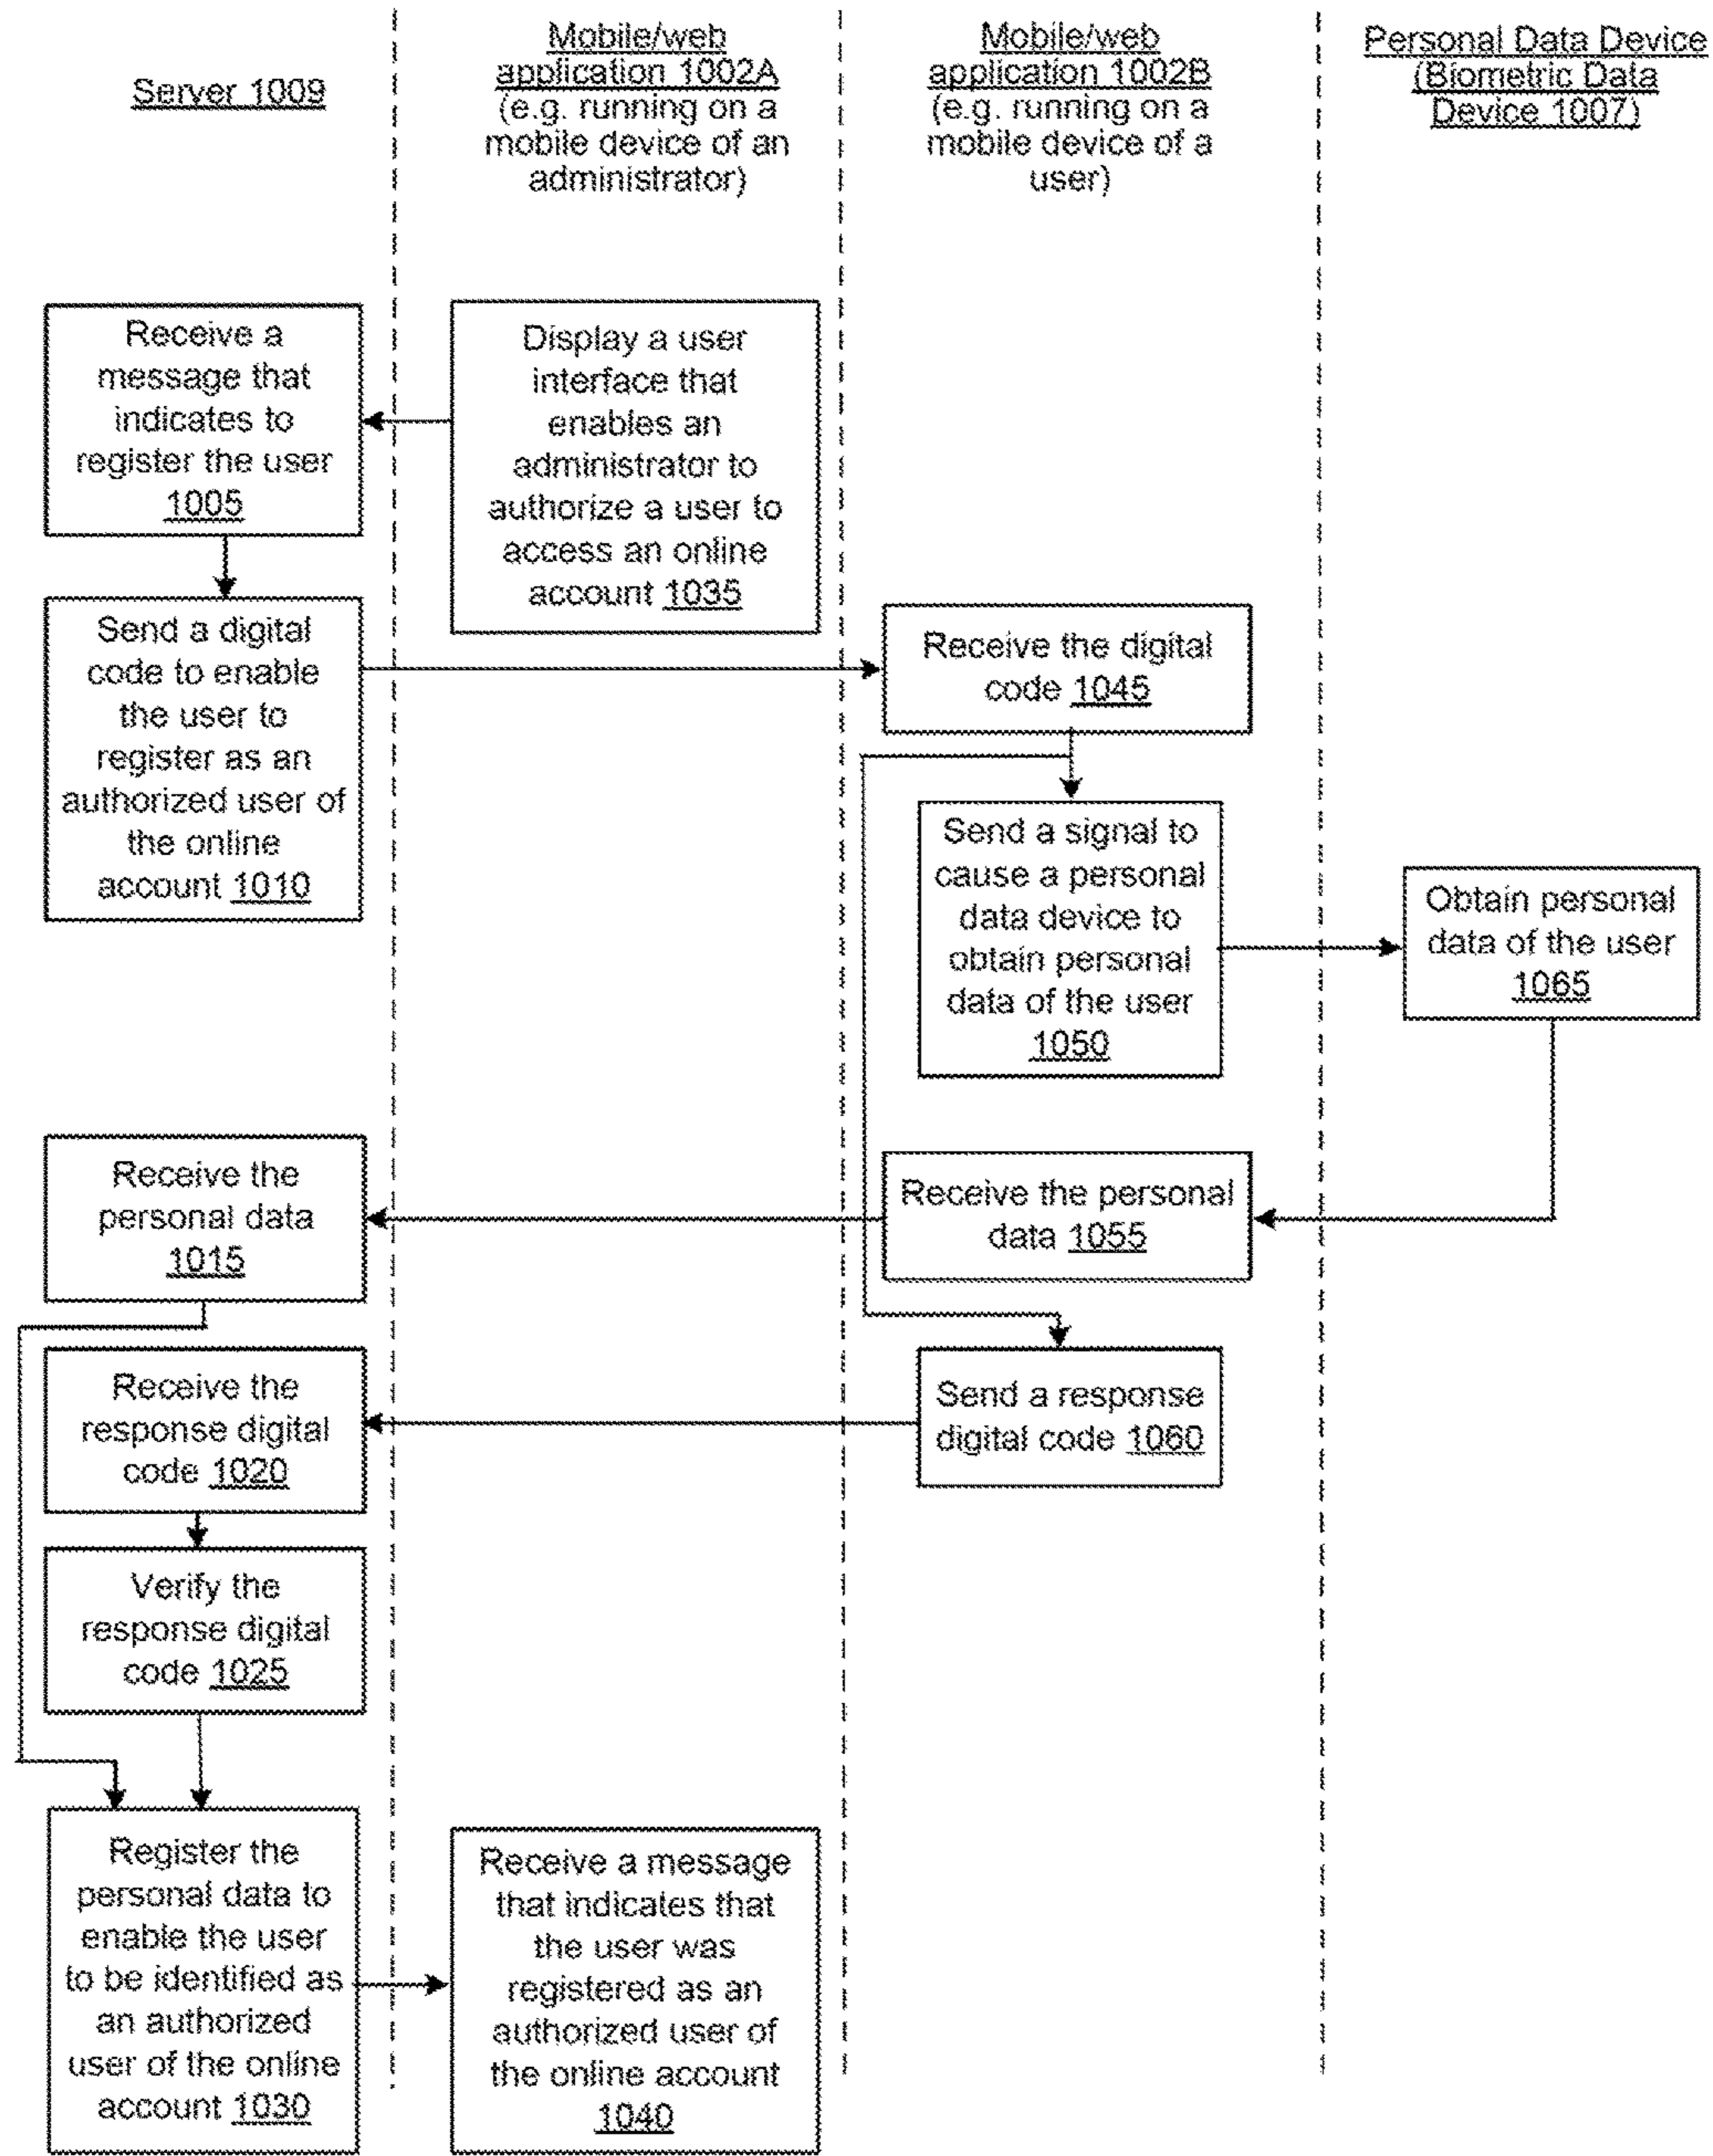 Server 1009
Mobile/web
application 1002A
(e.g. running on a
mobile device of an
administrator)
Mobile/web
application 1002B
(e.g. running on a
mobile device of a
user)
Personal Data Device
(Biometric Data
Device 1007)
Receive a
message that
indicates to
register the user
1005
Display a user
interface that
enables an
administrator to
authorize a user to
access an online
account 1035
Send a digital
code to enable
the user to
register as an
authorized user of
the online
account 1010
Receive the digital
code 1045
Send a signal to
cause a personal
data device to
obtain personal
data of the user
1050
Obtain personal
data of the user
1065
Receive the
personal data
1015
Receive the personal
data 1055
Receive the
response digital
code 1020
Send a response
digital code 1060
Verify the
response digital
code 1025
Register the
personal data to
enable the user
to be identified as
an authorized
user of the online
account 1030
Receive a message
that indicates that
the user was
registered as an
authorized user of
the online account
1040